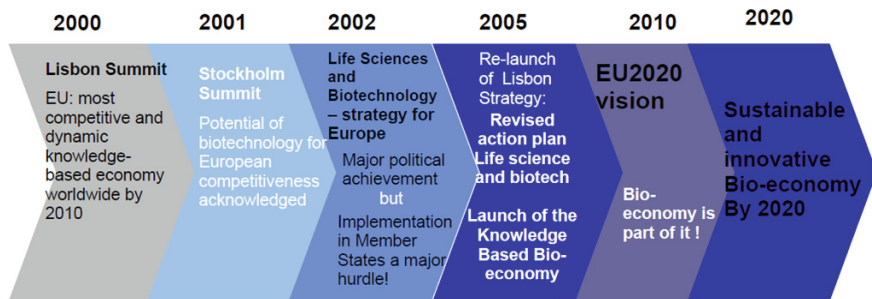 2000
2001
2002
2005
2010
2020
Lisbon Summit
EU: most
competitive and
dynamic
knowledge-
based economy
worldwide by
2010
Stockholm
Summit
Potential of
biotechnology for
European
competitiveness
acknowledged
Life Sciences
and
Biotechnology
– strategy for
Europe
Major political
achievement
but
Implementation
in Member
States a major
hurdle!
Re-launch
of Lisbon
Strategy:
Revised
action plan
Life science
and biotech
Launch of the
Knowledge
Based Bio-
economy
EU2020
vision
Bio-
economy is
part of it !
Sustainable
and
innovative
Bio-economy
By 2020